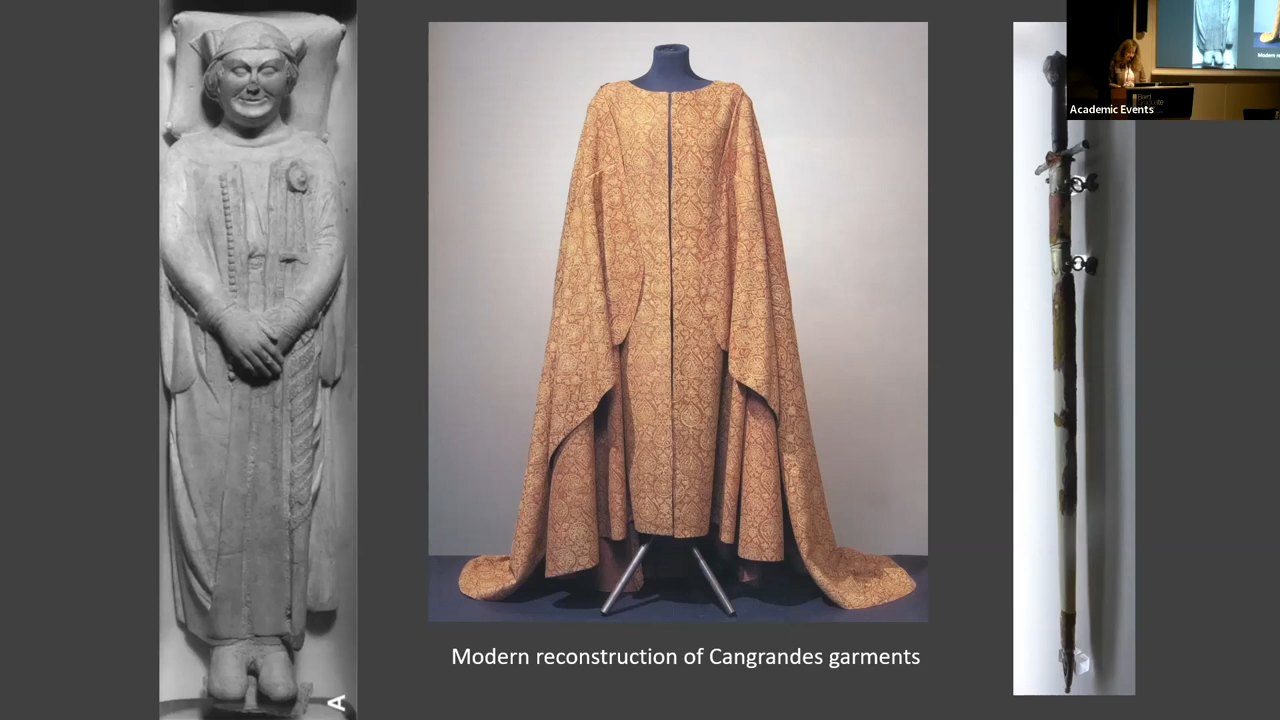 Academic Events
Modern reconstruction of Cangrandes garments
A